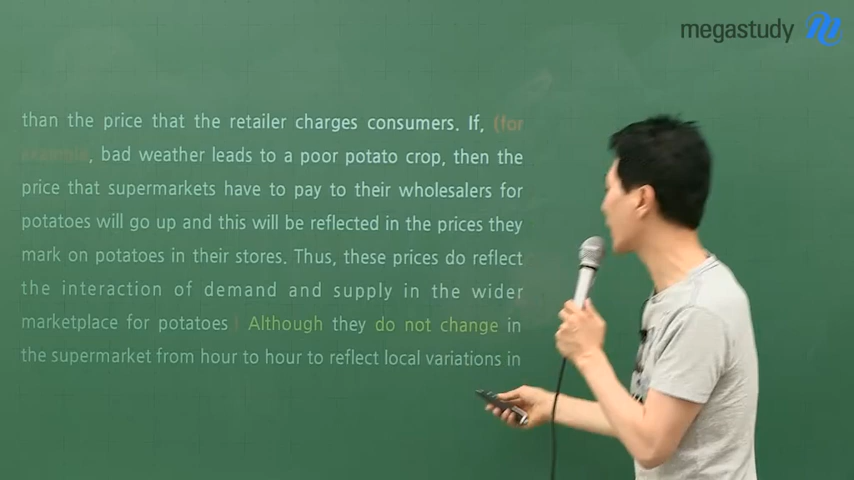 megastudy
than the price that the retailer charges consumers. If, (for
example, bad weather leads to a poor potato crop, then the
price that supermarkets have to pay to their wholesalers for
potatoes will go up and this will be reflected in the prices they
mark on potatoes in their stores. Thus, these prices do reflect
the interaction of demand and supply in the wider
marketplace for potatoes! Although they do not change in
the supermarket from hour to hour to reflect local variations in